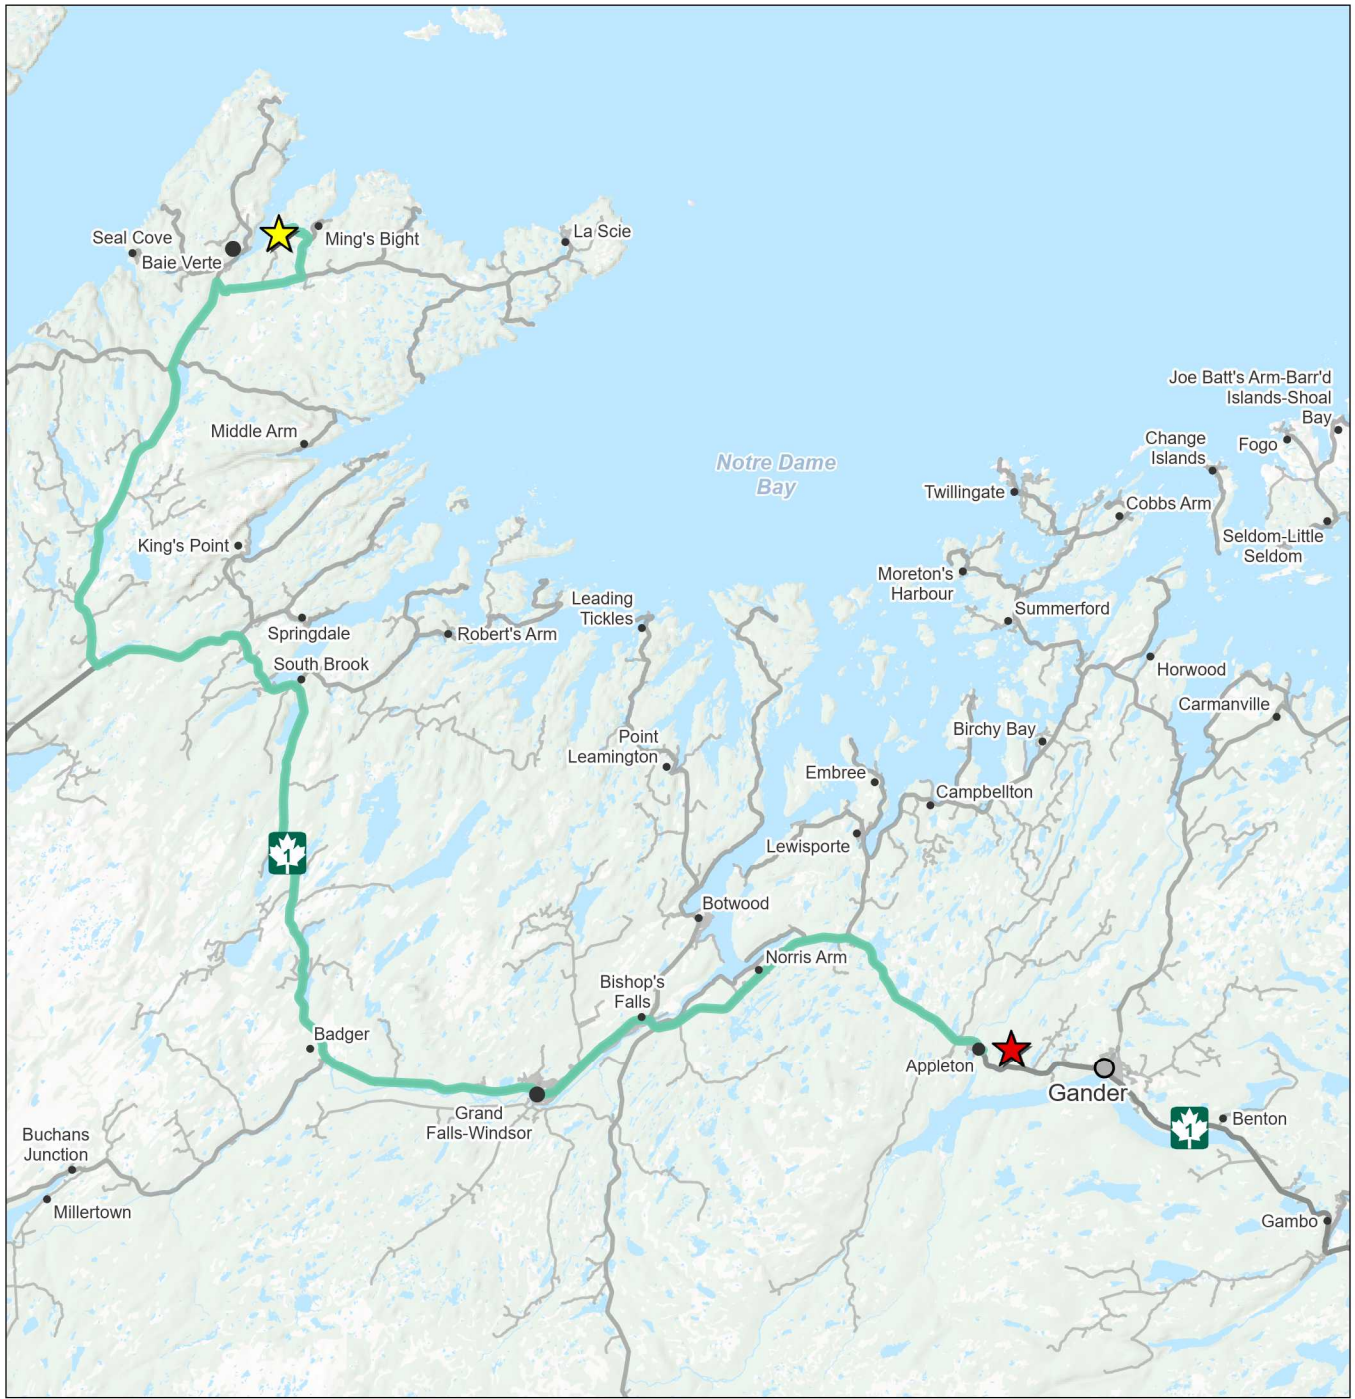 Seal Cove
Baie Verte
Ming's Bight
La Scie
Joe Batt's Arm-Barr'd
Islands-Shoal
Bay
Middle Arm
Change
Islands
Fogo
Notre Dame
Bay
Twillingate
Cobbs Arm
King's Point
Seldom-Little
Seldom
Moreton's
Harbour
Leading
Tickles
Summerford
Springdale
Robert's Arm
South Brook
Horwood
Carmanville
Birchy Bay
Point
Leamington
Embree
Campbellton
Lewisporte
1
Botwood
Norris Arm
Bishop's
Falls
Badger
Appleton
Gander
Grand
Falls-Windsor
1
Benton
Buchans
Junction
Millertown
Gambo